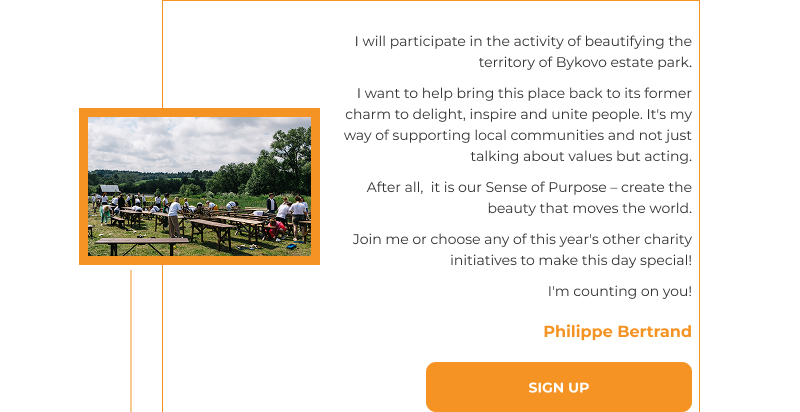 I will participate in the activity of beautifying the
territory of Bykovo estate park.
I want to help bring this place back to its former
charm to delight, inspire and unite people. It's my
way of supporting local communities and not just
talking about values but acting.
After all,  it is our Sense of Purpose – create the
beauty that moves the world.
Join me or choose any of this year's other charity
initiatives to make this day special!
I'm counting on you!
Philippe Bertrand
SIGN UP